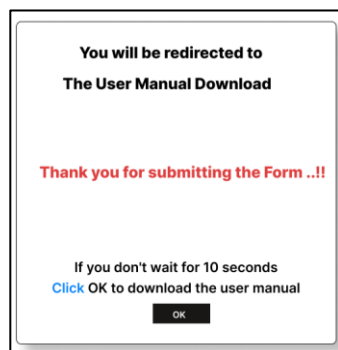 You will be redirected to
The User Manual Download
Thank you for submitting the Form ..!!
If you don't wait for 10 seconds
Click OK to download the user manual
OK